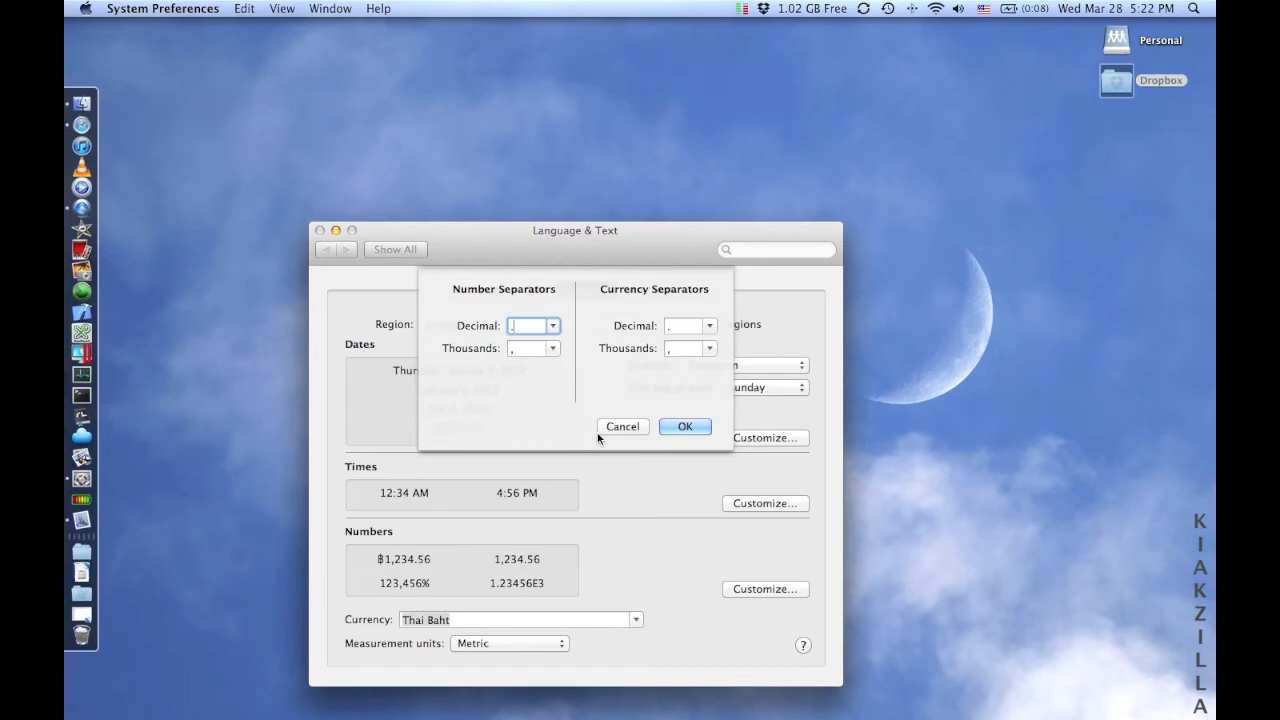 System Preferences Edit View Window Help 1.02 GB Free (0:08) Wed Mar 28 5:22 PM
Personal
Dropbox
Language & Text
Show All
Number Separators Currency Separators
Region: Decimal: . Decimal: . gions
Dates Thousands: , Thousands: ,
Thur n
unday
Cancel OK
Customize...
Times
12:34 AM 4:56 PM
Customize...
Numbers
฿1,234.56 1,234.56
123,456% 1.23456E3
Customize...
Currency: Thai Baht
Measurement units: Metric ?
KIAKZILLA